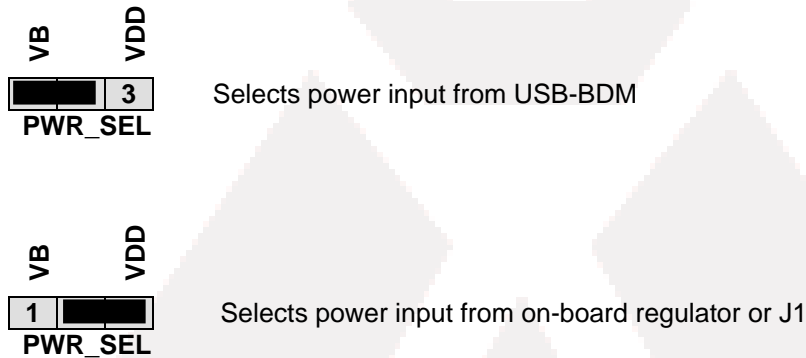 VB VDD
3 Selects power input from USB-BDM
PWR_SEL
VB VDD
1 Selects power input from on-board regulator or J1
PWR_SEL